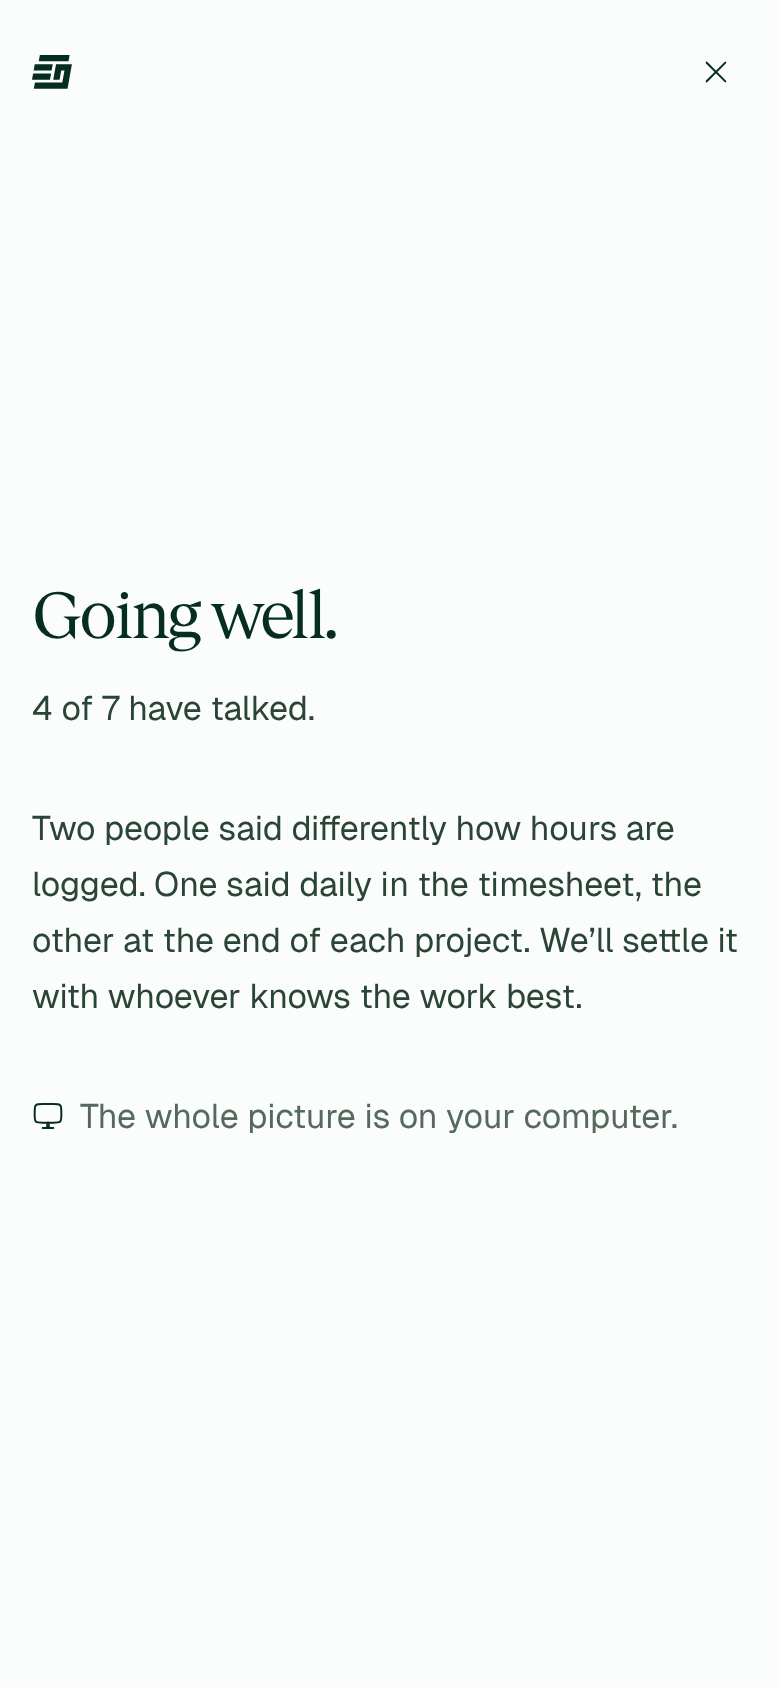 Going well.
4 of 7 have talked.
Two people said differently how hours are
logged. One said daily in the timesheet, the
other at the end of each project. We’ll settle it
with whoever knows the work best.
The whole picture is on your computer.